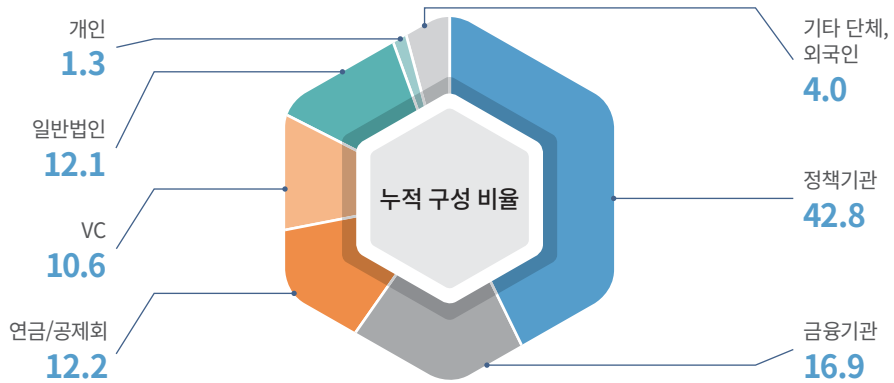 개인
1.3
일반법인
12.1
VC
10.6
연금/공제회
12.2
누적 구성 비율
기타 단체,
외국인
4.0
정책기관
42.8
금융기관
16.9